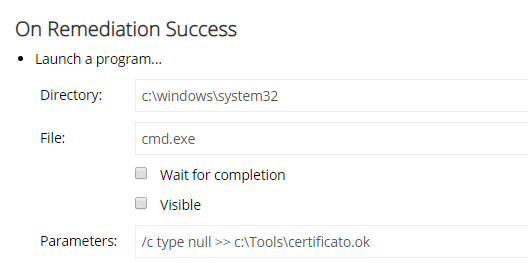 On Remediation Success
Launch a program...
Directory: c:\windows\system32
File: cmd.exe
Wait for completion
Visible
Parameters: /c type null >> c:\Tools\certificato.ok